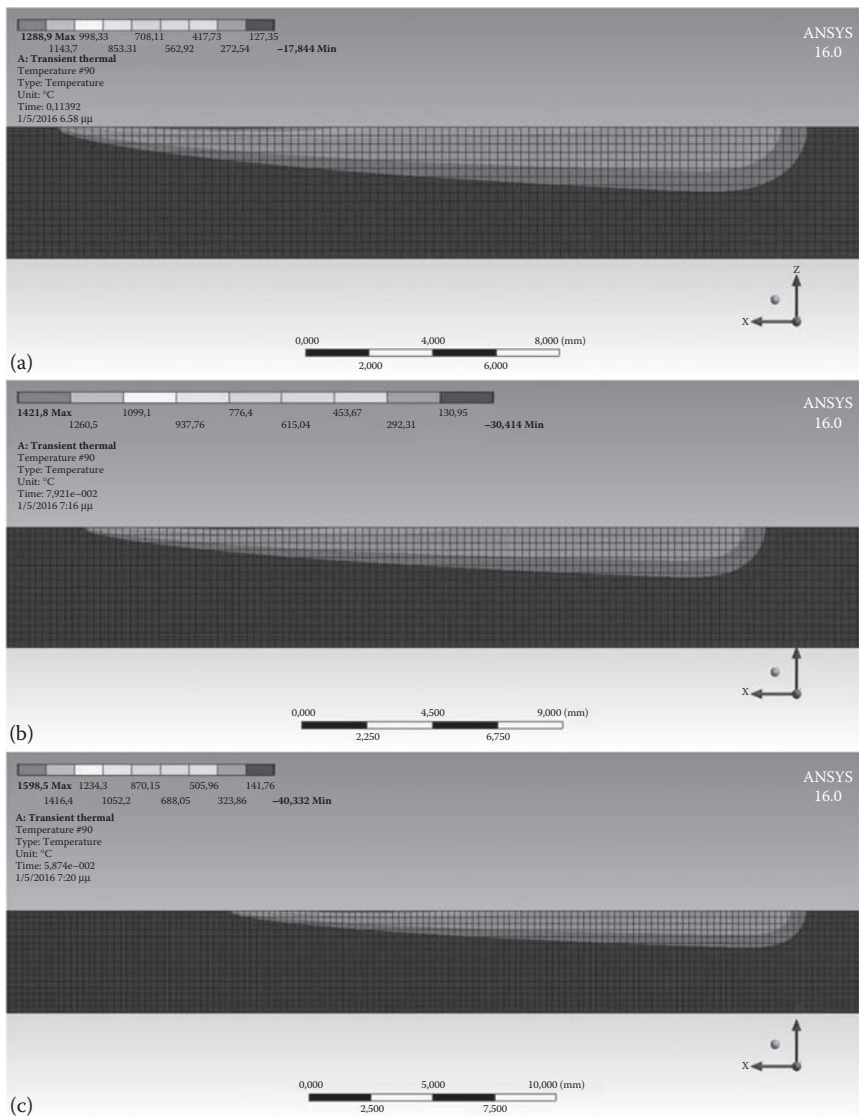 1288,9 Max 998,33 708,11 417,73 127,35
1143,7 853.31 562,92 272,54 −17,844 Min
A: Transient thermal
Temperature #90
Type: Temperature
Unit: °C
Time: 0,11392
1/5/2016 6.58 μμ
ANSYS
16.0
Z
X
0,000 4,000 8,000 (mm)
2,000 6,000
(a)
1421,8 Max 1099,1 776,4 453,67 130,95
1260,5 937,76 615,04 292,31 −30,414 Min
A: Transient thermal
Temperature #90
Type: Temperature
Unit: °C
Time: 7,921e−002
1/5/2016 7:16 μμ
ANSYS
16.0
X
0,000 4,500 9,000 (mm)
2,250 6,750
(b)
1598,5 Max 1234,3 870,15 505,96 141,76
1416,4 1052,2 688,05 323,86 −40,332 Min
A: Transient thermal
Temperature #90
Type: Temperature
Unit: °C
Time: 5,874e−002
1/5/2016 7:20 μμ
ANSYS
16.0
X
0,000 5,000 10,000 (mm)
2,500 7,500
(c)